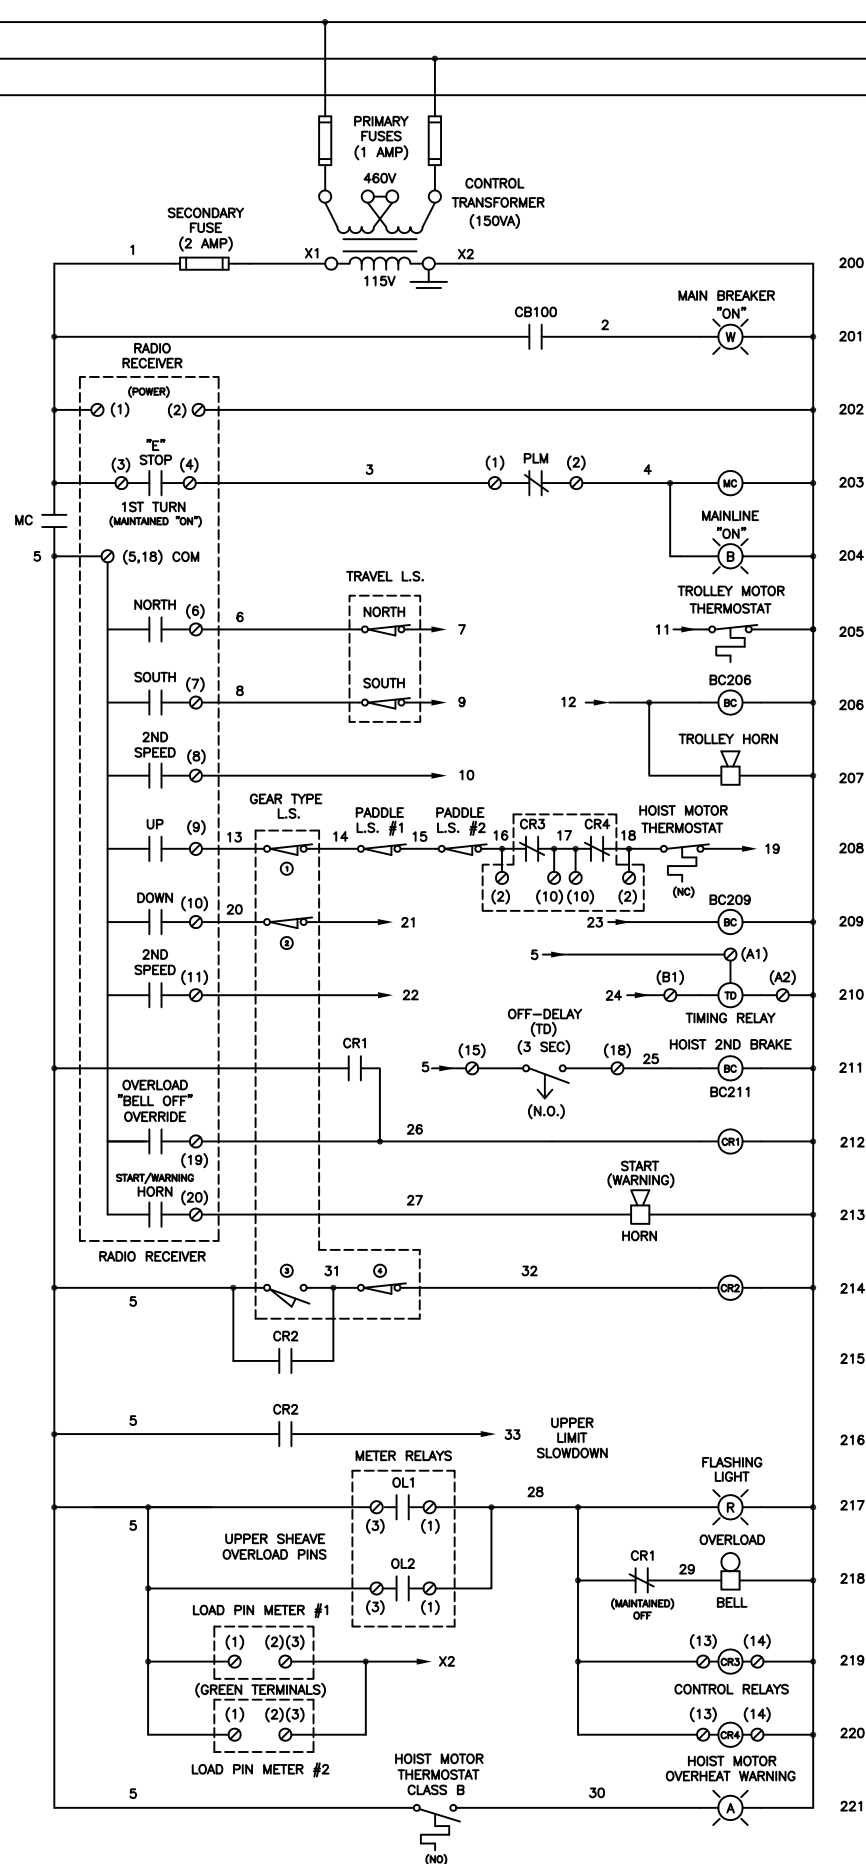 PRIMARY
FUSES
(1 AMP)
460V
CONTROL
TRANSFORMER
(150VA)
SECONDARY
FUSE
(2 AMP)
1
X1
X2
200
115V
MAIN BREAKER
"ON"
CB100
2
W
201
RADIO
RECEIVER
(POWER)
(1)
(2)
202
"E"
STOP
(3)
(4)
3
(1)
PLM
(2)
4
MC
203
1ST TURN
(MAINTAINED "ON")
MC
MAINLINE
"ON"
5
(5,18) COM
B
204
TRAVEL L.S.
TROLLEY MOTOR
THERMOSTAT
NORTH
(6)
6
NORTH
7
11
205
SOUTH
(7)
8
SOUTH
9
12
BC206
BC
206
2ND
SPEED
(8)
10
TROLLEY HORN
207
GEAR TYPE
L.S.
UP
(9)
13
1
14
PADDLE
L.S. #1
15
PADDLE
L.S. #2
16
CR3
17
CR4
18
HOIST MOTOR
THERMOSTAT
19
208
(2)
(10)
(10)
(2)
(NC)
DOWN
(10)
20
2
21
23
BC209
BC
209
2ND
SPEED
(11)
22
5
(A1)
24
(B1)
TD
(A2)
210
TIMING RELAY
OFF-DELAY
(TD)
(3 SEC)
CR1
5
(15)
(18)
25
HOIST 2ND BRAKE
BC
211
(N.O.)
BC211
OVERLOAD
"BELL OFF"
OVERRIDE
(19)
26
CR1
212
START/WARNING
HORN
(20)
27
START
(WARNING)
HORN
213
RADIO RECEIVER
5
3
31
4
32
CR2
214
CR2
215
5
CR2
33
UPPER
LIMIT
SLOWDOWN
216
METER RELAYS
FLASHING
LIGHT
5
OL1
(3)
(1)
28
R
217
UPPER SHEAVE
OVERLOAD PINS
OL2
(3)
(1)
CR1
29
OVERLOAD
BELL
218
(MAINTAINED)
OFF
LOAD PIN METER #1
(1)
(2)(3)
X2
(13)
CR3
(14)
219
(GREEN TERMINALS)
CONTROL RELAYS
(1)
(2)(3)
(13)
CR4
(14)
220
LOAD PIN METER #2
HOIST MOTOR
THERMOSTAT
CLASS B
HOIST MOTOR
OVERHEAT WARNING
5
30
A
221
(NO)